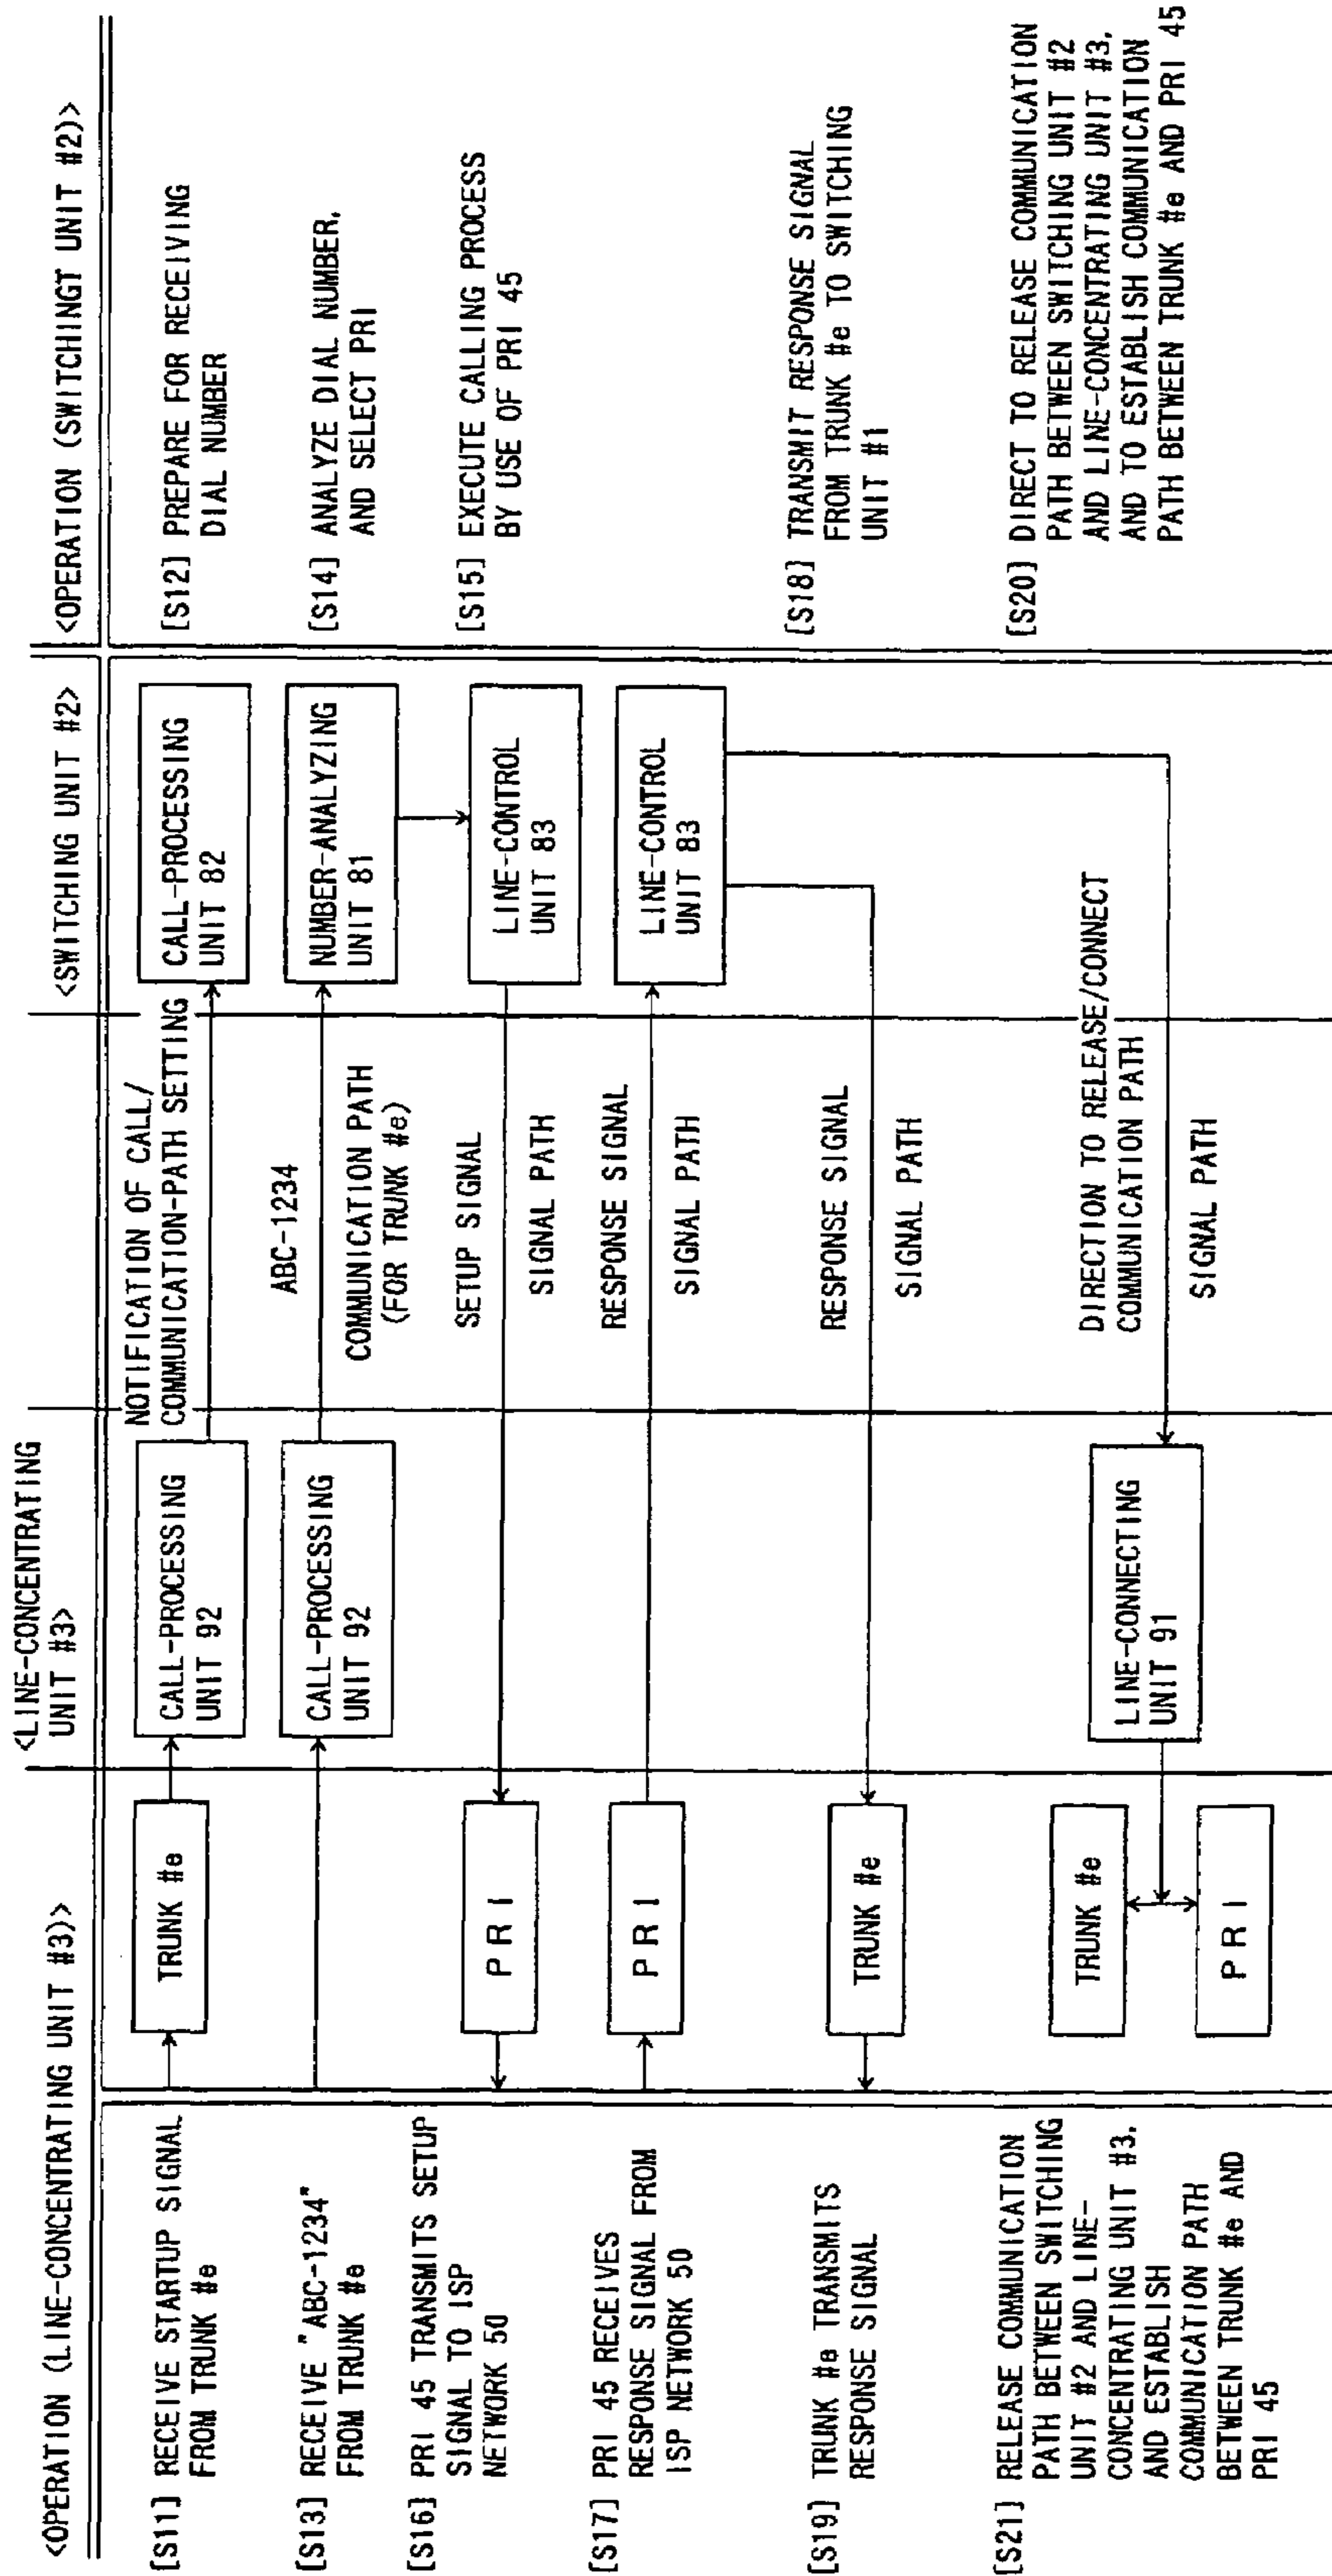 <OPERATION (LINE-CONCENTRATING UNIT #3)>
<LINE-CONCENTRATING
UNIT #3>
<SWITCHING UNIT #2>
<OPERATION (SWITCHINGT UNIT #2)>
[S11] RECEIVE STARTUP SIGNAL
FROM TRUNK #e
TRUNK #e
CALL-PROCESSING
UNIT 92
NOTIFICATION OF CALL/
COMMUNICATION-PATH SETTING
CALL-PROCESSING
UNIT 82
[S12] PREPARE FOR RECEIVING
DIAL NUMBER
[S13] RECEIVE "ABC-1234"
FROM TRUNK #e
CALL-PROCESSING
UNIT 92
ABC-1234
COMMUNICATION PATH
(FOR TRUNK #e)
NUMBER-ANALYZING
UNIT 81
[S14] ANALYZE DIAL NUMBER,
AND SELECT PRI
[S16] PRI 45 TRANSMITS SETUP
SIGNAL TO ISP
NETWORK 50
PRI
SETUP SIGNAL
SIGNAL PATH
LINE-CONTROL
UNIT 83
[S15] EXECUTE CALLING PROCESS
BY USE OF PRI 45
[S17] PRI 45 RECEIVES
RESPONSE SIGNAL FROM
ISP NETWORK 50
PRI
RESPONSE SIGNAL
SIGNAL PATH
LINE-CONTROL
UNIT 83
[S18] TRANSMIT RESPONSE SIGNAL
FROM TRUNK #e TO SWITCHING
UNIT #1
[S19] TRUNK #e TRANSMITS
RESPONSE SIGNAL
TRUNK #e
RESPONSE SIGNAL
SIGNAL PATH
[S20] DIRECT TO RELEASE COMMUNICATION
PATH BETWEEN SWITCHING UNIT #2
AND LINE-CONCENTRATING UNIT #3,
AND TO ESTABLISH COMMUNICATION
PATH BETWEEN TRUNK #e AND PRI 45
[S21] RELEASE COMMUNICATION
PATH BETWEEN SWITCHING
UNIT #2 AND LINE-
CONCENTRATING UNIT #3,
AND ESTABLISH
COMMUNICATION PATH
BETWEEN TRUNK #e AND
PRI 45
TRUNK #e
PRI
LINE-CONNECTING
UNIT 91
DIRECTION TO RELEASE/CONNECT
COMMUNICATION PATH
SIGNAL PATH